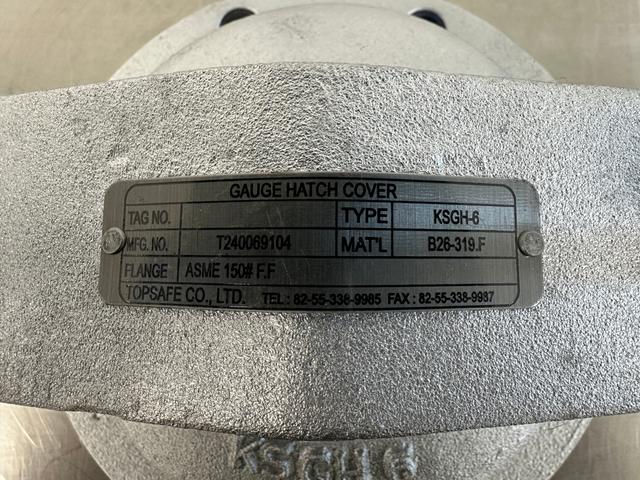 GAUGE HATCH COVER
TAG NO. TYPE KSGH-6
MFG. NO. T240069104 MAT'L B26-319.F
FLANGE ASME 150# F.F
TOPSAFE CO., LTD. TEL : 82-55-338-9985 FAX : 82-55-338-9987
KSGH 6